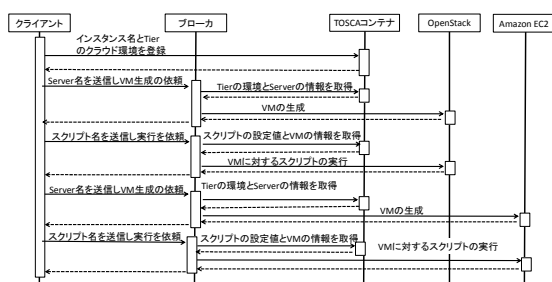 クライアント
ブローカ
TOSCAコンテナ
OpenStack
Amazon EC2
インスタンス名とTier
のクラウド環境を登録
Server名を送信しVM生成の依頼
Tierの環境とServerの情報を取得
VMの生成
スクリプト名を送信し実行を依頼
スクリプトの設定値とVMの情報を取得
VMに対するスクリプトの実行
Server名を送信しVM生成の依頼
Tierの環境とServerの情報を取得
VMの生成
スクリプト名を送信し実行を依頼
スクリプトの設定値とVMの情報を取得
VMに対するスクリプトの実行